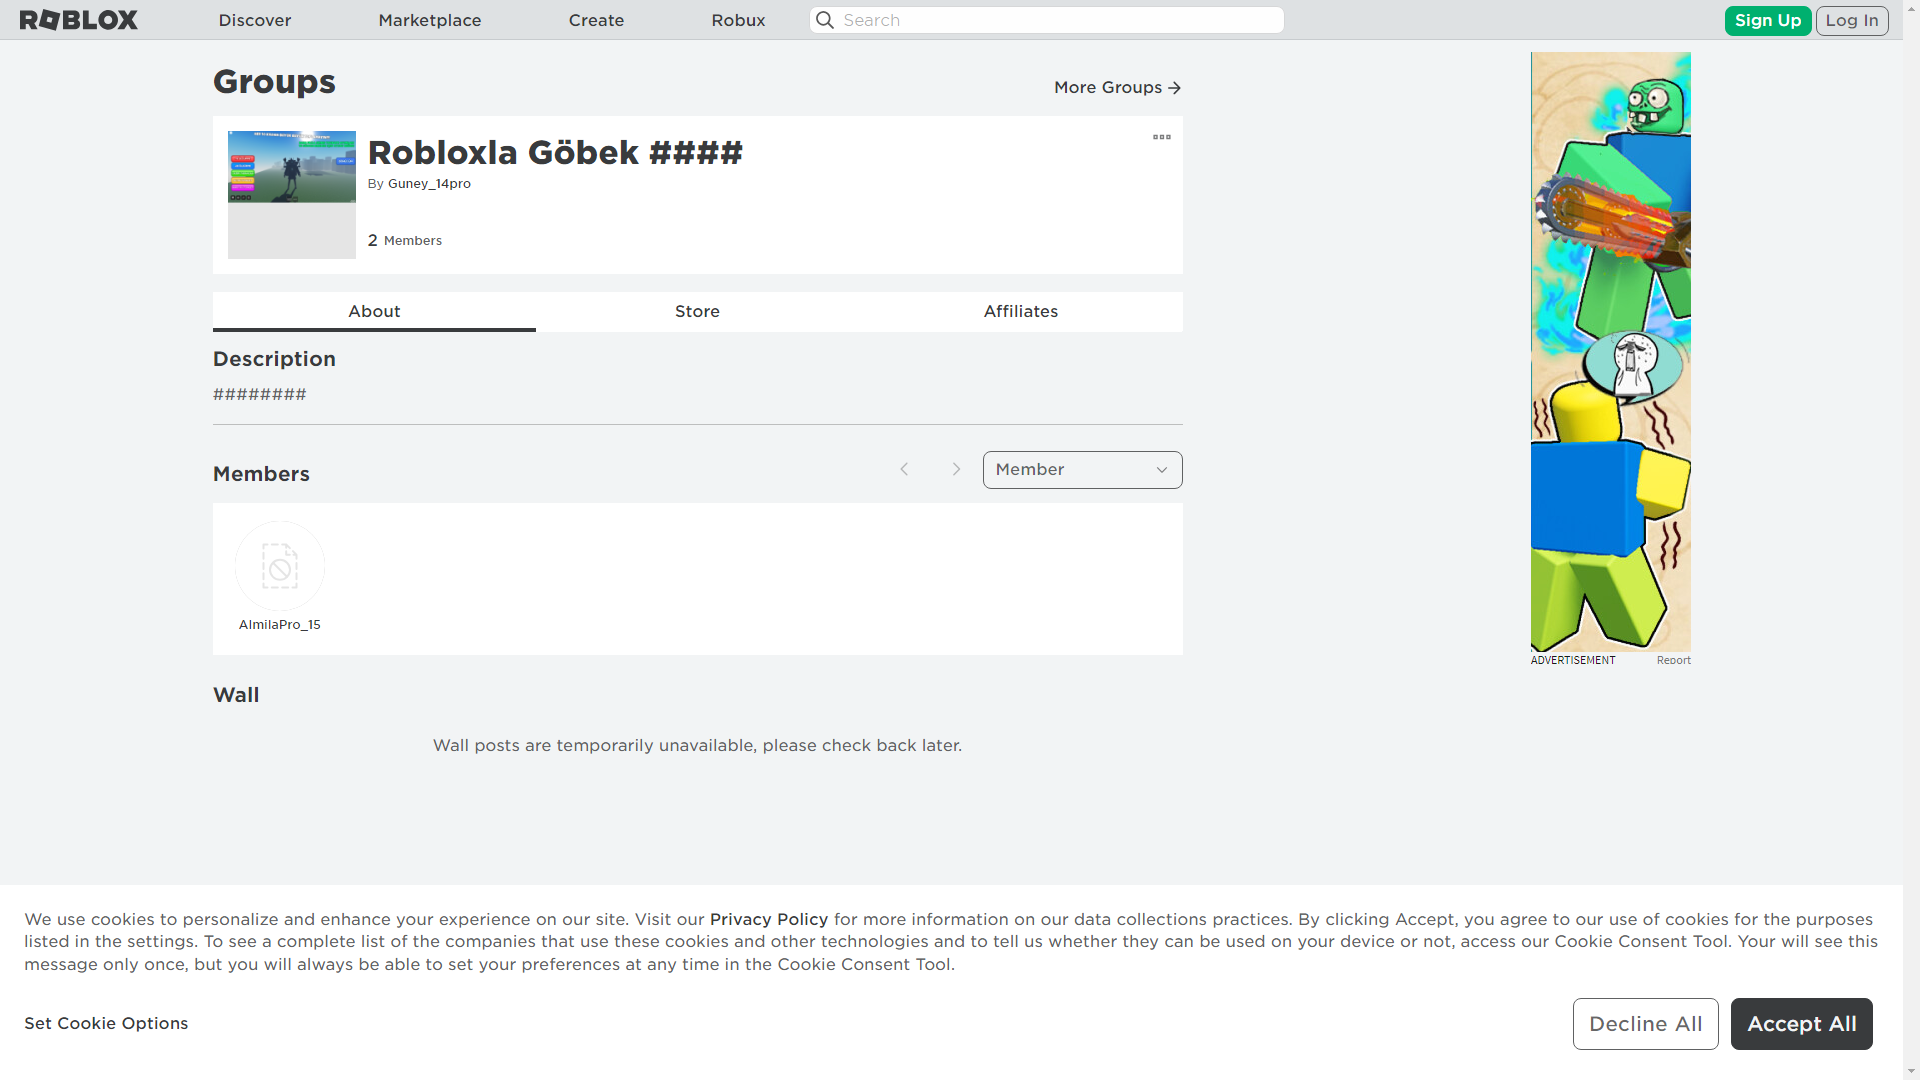 ROBLOX
Discover
Marketplace
Create
Robux
Search
Sign Up
Log In
Groups
More Groups
Robloxla Göbek ####
By Guney_14pro
2 Members
About
Store
Affiliates
Description
########
Members
Member
AlmilaPro_15
Wall
Wall posts are temporarily unavailable, please check back later.
ADVERTISEMENT
Report
We use cookies to personalize and enhance your experience on our site. Visit our Privacy Policy for more information on our data collections practices. By clicking Accept, you agree to our use of cookies for the purposes
listed in the settings. To see a complete list of the companies that use these cookies and other technologies and to tell us whether they can be used on your device or not, access our Cookie Consent Tool. Your will see this
message only once, but you will always be able to set your preferences at any time in the Cookie Consent Tool.
Set Cookie Options
Decline All
Accept All